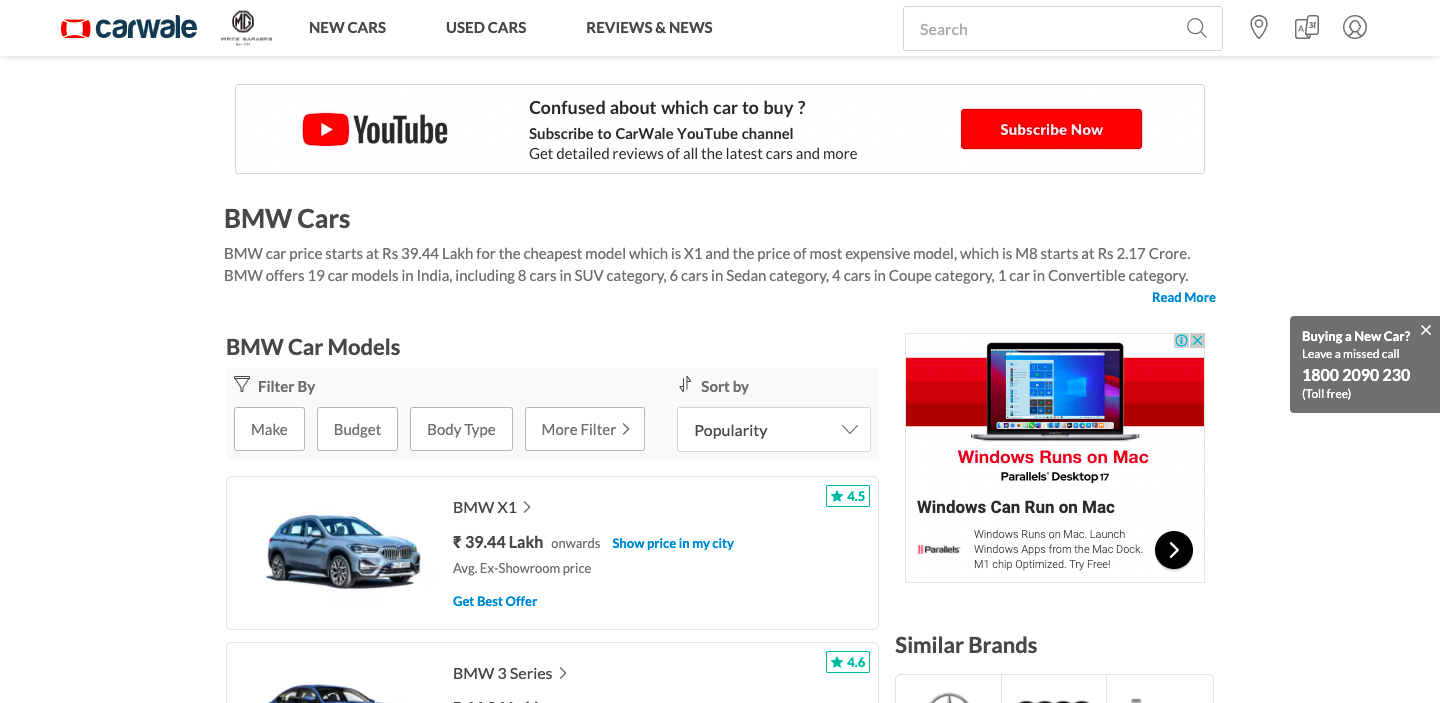 carwale
NEW CARS
USED CARS
REVIEWS & NEWS
Search
YouTube
Confused about which car to buy ?
Subscribe to CarWale YouTube channel
Get detailed reviews of all the latest cars and more
Subscribe Now
BMW Cars
BMW car price starts at Rs 39.44 Lakh for the cheapest model which is X1 and the price of most expensive model, which is M8 starts at Rs 2.17 Crore.
BMW offers 19 car models in India, including 8 cars in SUV category, 6 cars in Sedan category, 4 cars in Coupe category, 1 car in Convertible category.
Read More
Buying a New Car?
Leave a missed call
1800 2090 230
(Toll free)
BMW Car Models
Filter By
Sort by
Make
Budget
Body Type
More Filter
Popularity
BMW X1
4.5
₹ 39.44 Lakh onwards Show price in my city
Avg. Ex-Showroom price
Get Best Offer
BMW 3 Series
4.6
Windows Runs on Mac
Parallels® Desktop 17
Windows Can Run on Mac
Parallels
Windows Runs on Mac. Launch
Windows Apps from the Mac Dock.
M1 chip Optimized. Try Free!
Similar Brands